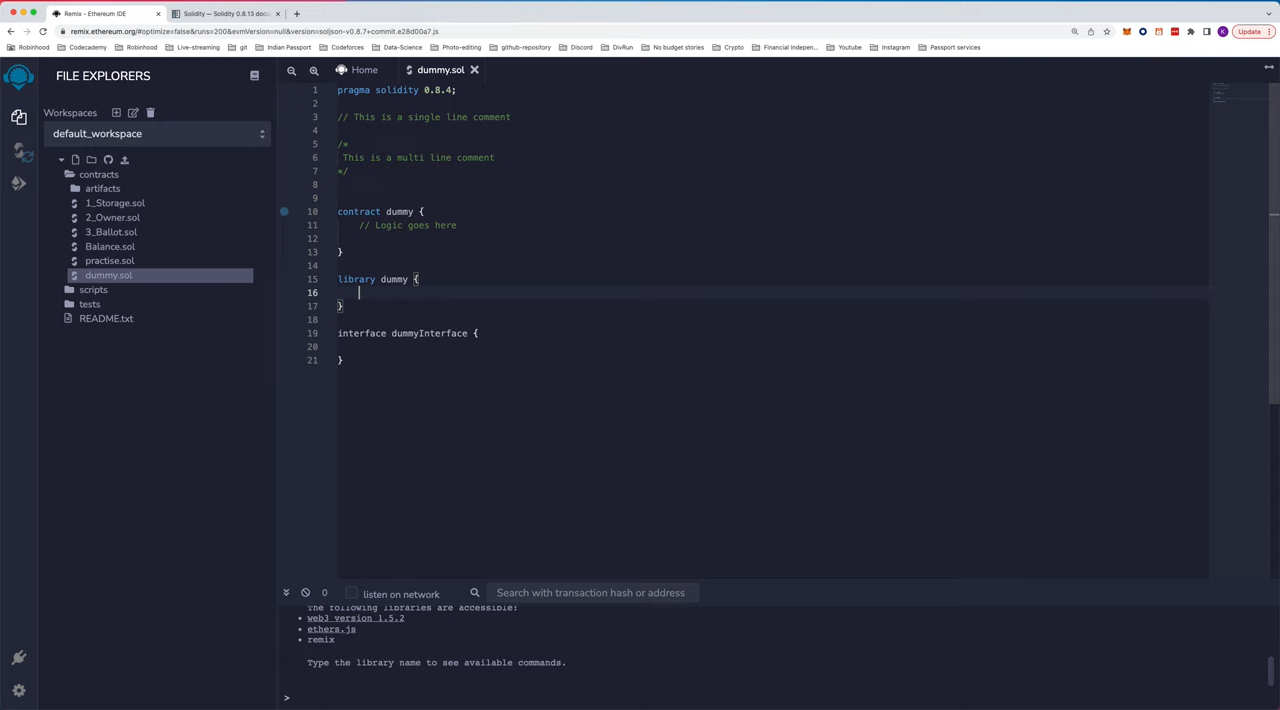 Remix - Ethereum IDE
Solidity — Solidity 0.8.13 docu
remix.ethereum.org/#optimize=false&runs=200&evmVersion=null&version=soljson-v0.8.7+commit.e28d00a7.js
K
Update
Robinhood
Codecademy
Robinhood
Live-streaming
git
Indian Passport
Codeforces
Data-Science
Photo-editing
github-repository
Discord
DivRun
No budget stories
Crypto
Financial Indepen...
Youtube
Instagram
Passport services
FILE EXPLORERS
Workspaces
default_workspace
contracts
artifacts
1_Storage.sol
2_Owner.sol
3_Ballot.sol
Balance.sol
practise.sol
dummy.sol
scripts
tests
README.txt
Home
dummy.sol
1 pragma solidity 0.8.4;
2
3 // This is a single line comment
4
5 /*
6 This is a multi line comment
7 */
8
9
10 contract dummy {
11 // Logic goes here
12
13 }
14
15 library dummy {
16
17 }
18
19 interface dummyInterface {
20
21 }
0
listen on network
Search with transaction hash or address
The following libraries are accessible:
• web3 version 1.5.2
• ethers.js
• remix
Type the library name to see available commands.
>